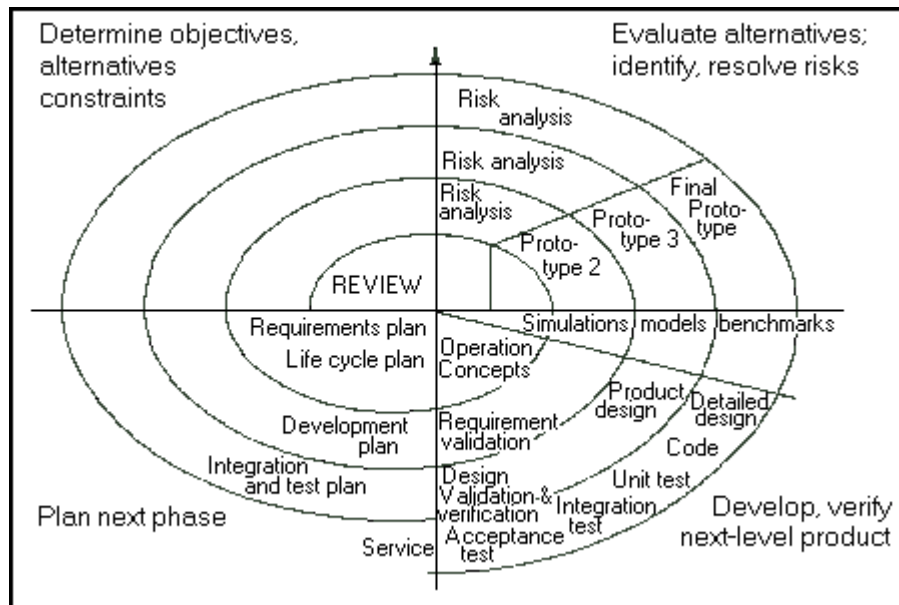 Determine objectives,
alternatives
constraints
Evaluate alternatives;
identify, resolve risks
Risk
analysis
Risk analysis
Risk
analysis
Final
Proto-
type
Proto-
type 3
Proto-
type 2
REVIEW
Requirements plan
Life cycle plan
Simulations models benchmarks
Operation
Concepts
Product
design
Detailed
design
Development
plan
Requirement
validation
Code
Unit test
Integration
and test plan
Design
Validation-&
verification
Integration
test
Acceptance
test
Service
Plan next phase
Develop, verify
next-level product